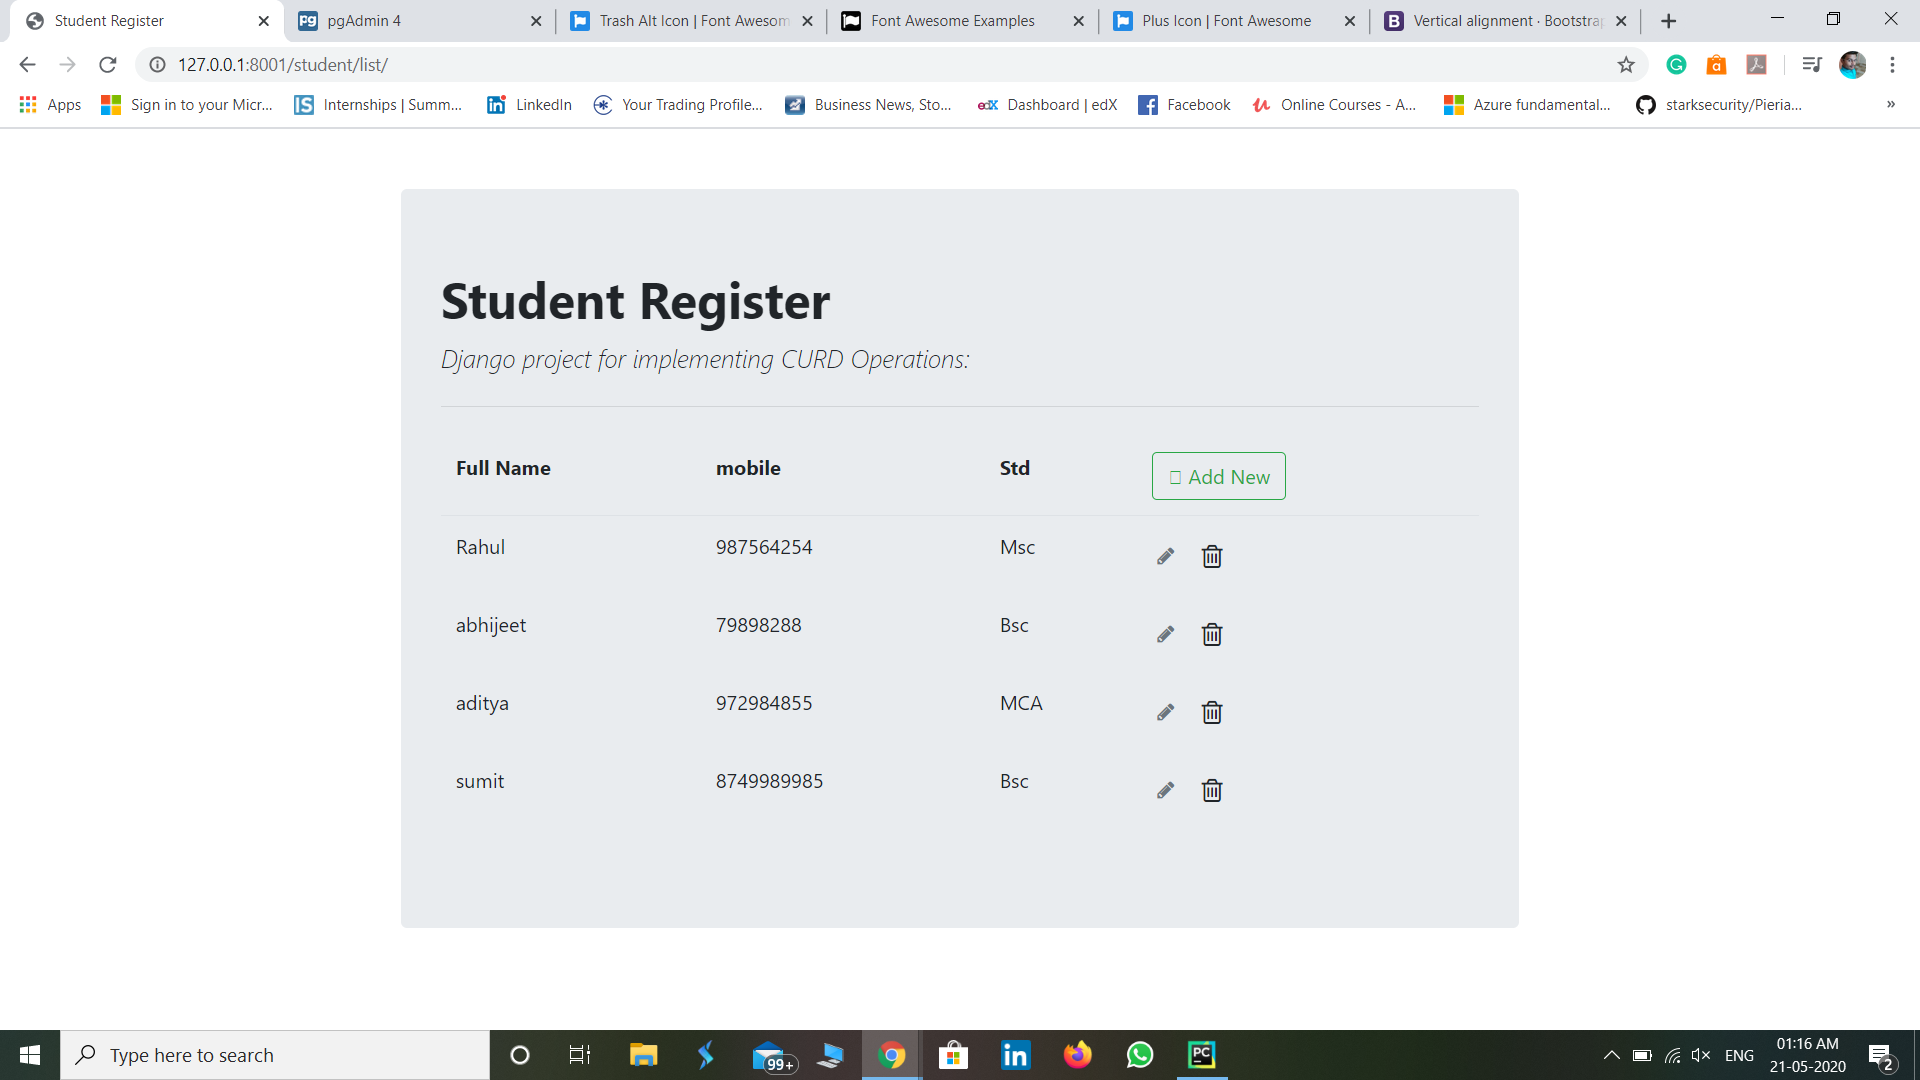 Student Register
pgAdmin 4
Trash Alt Icon | Font Awesom
Font Awesome Examples
Plus Icon | Font Awesome
Vertical alignment · Bootstrap
127.0.0.1:8001/student/list/
Apps
Sign in to your Micr...
Internships | Summ...
LinkedIn
Your Trading Profile...
Business News, Sto...
Dashboard | edX
Facebook
Online Courses - A...
Azure fundamental...
starksecurity/Pieria...
»
Student Register
Django project for implementing CURD Operations:
Full Name mobile Std Add New
Rahul 987564254 Msc
abhijeet 79898288 Bsc
aditya 972984855 MCA
sumit 8749989985 Bsc
Type here to search
99+
ENG
01:16 AM
21-05-2020
2